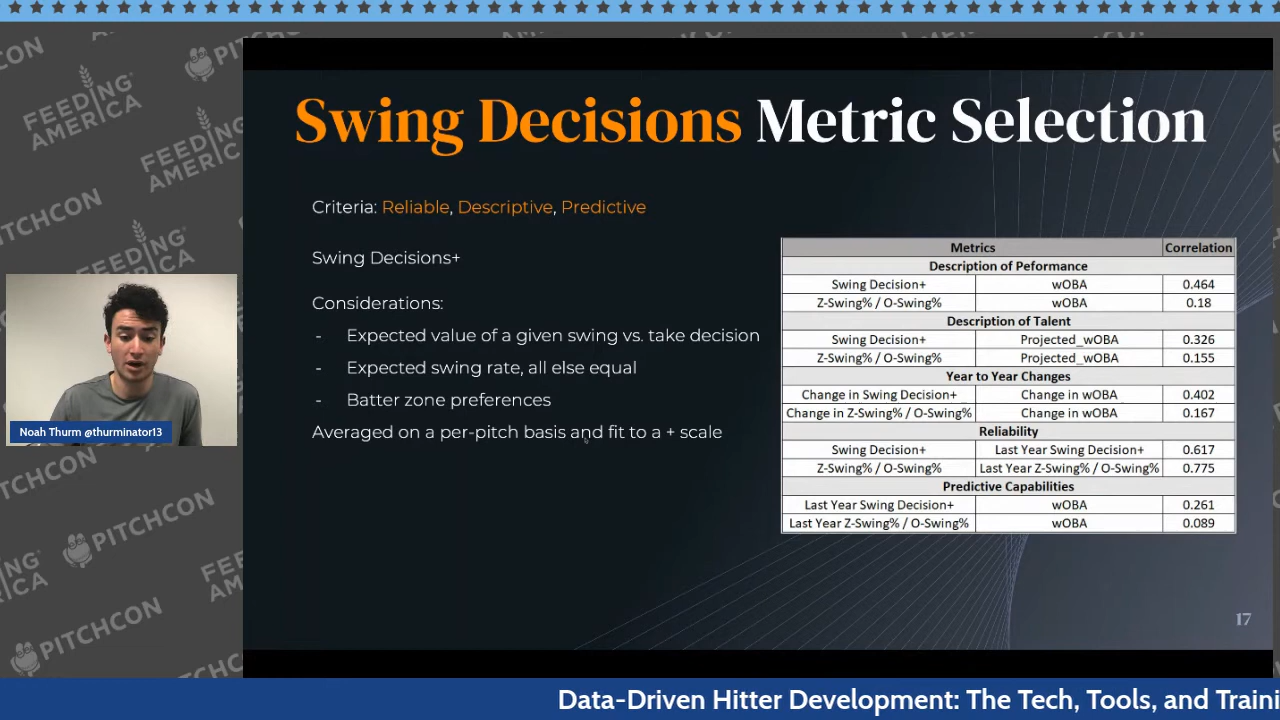 Swing Decisions Metric Selection
Criteria: Reliable, Descriptive, Predictive
Swing Decisions+
Considerations:
- Expected value of a given swing vs. take decision
- Expected swing rate, all else equal
- Batter zone preferences
Averaged on a per-pitch basis and fit to a + scale
Metrics Correlation
Description of Peformance
Swing Decision+ wOBA 0.464
Z-Swing% / O-Swing% wOBA 0.18
Description of Talent
Swing Decision+ Projected_wOBA 0.326
Z-Swing% / O-Swing% Projected_wOBA 0.155
Year to Year Changes
Change in Swing Decision+ Change in wOBA 0.402
Change in Z-Swing% / O-Swing% Change in wOBA 0.167
Reliability
Swing Decision+ Last Year Swing Decision+ 0.617
Z-Swing% / O-Swing% Last Year Z-Swing% / O-Swing% 0.775
Predictive Capabilities
Last Year Swing Decision+ wOBA 0.261
Last Year Z-Swing% / O-Swing% wOBA 0.089
17
Noah Thurm @thurminator13
FEEDING
AMERICA
PITCHCON
FEEDING
AMERICA
PITCHCON
PITCHCON
Data-Driven Hitter Development: The Tech, Tools, and Traini